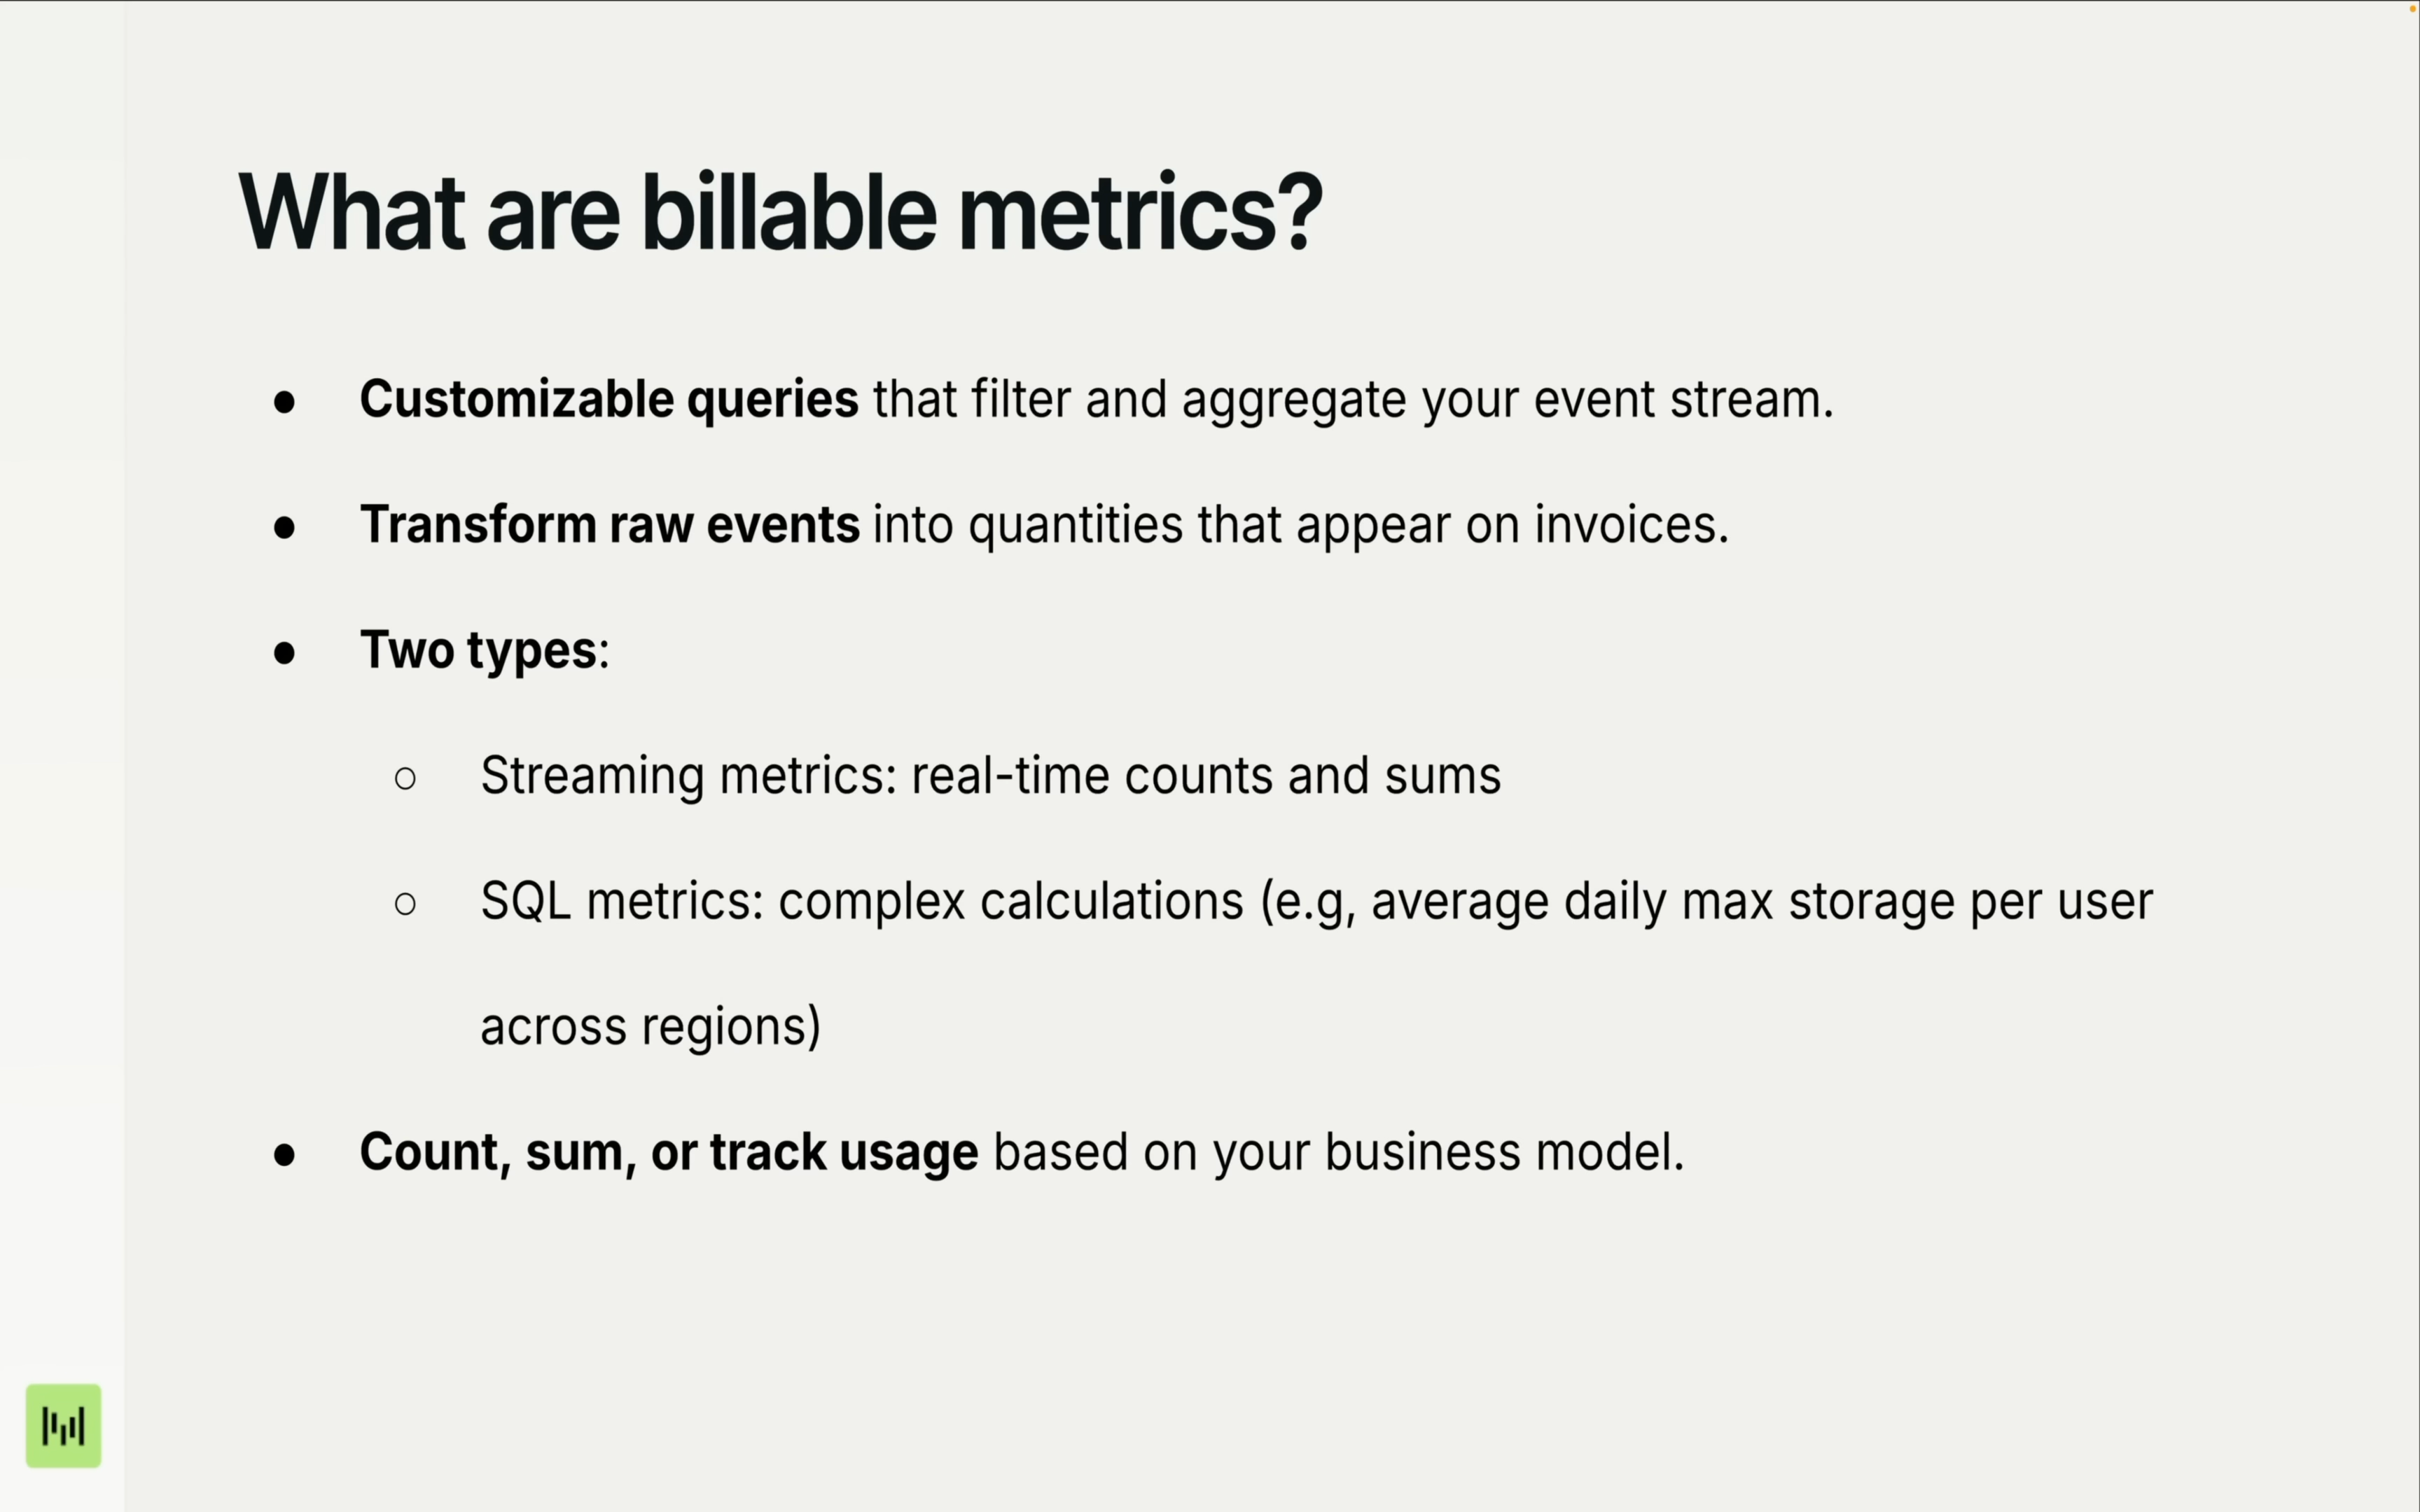 What are billable metrics?
● Customizable queries that filter and aggregate your event stream.
● Transform raw events into quantities that appear on invoices.
● Two types:
○ Streaming metrics: real-time counts and sums
○ SQL metrics: complex calculations (e.g, average daily max storage per user
across regions)
● Count, sum, or track usage based on your business model.